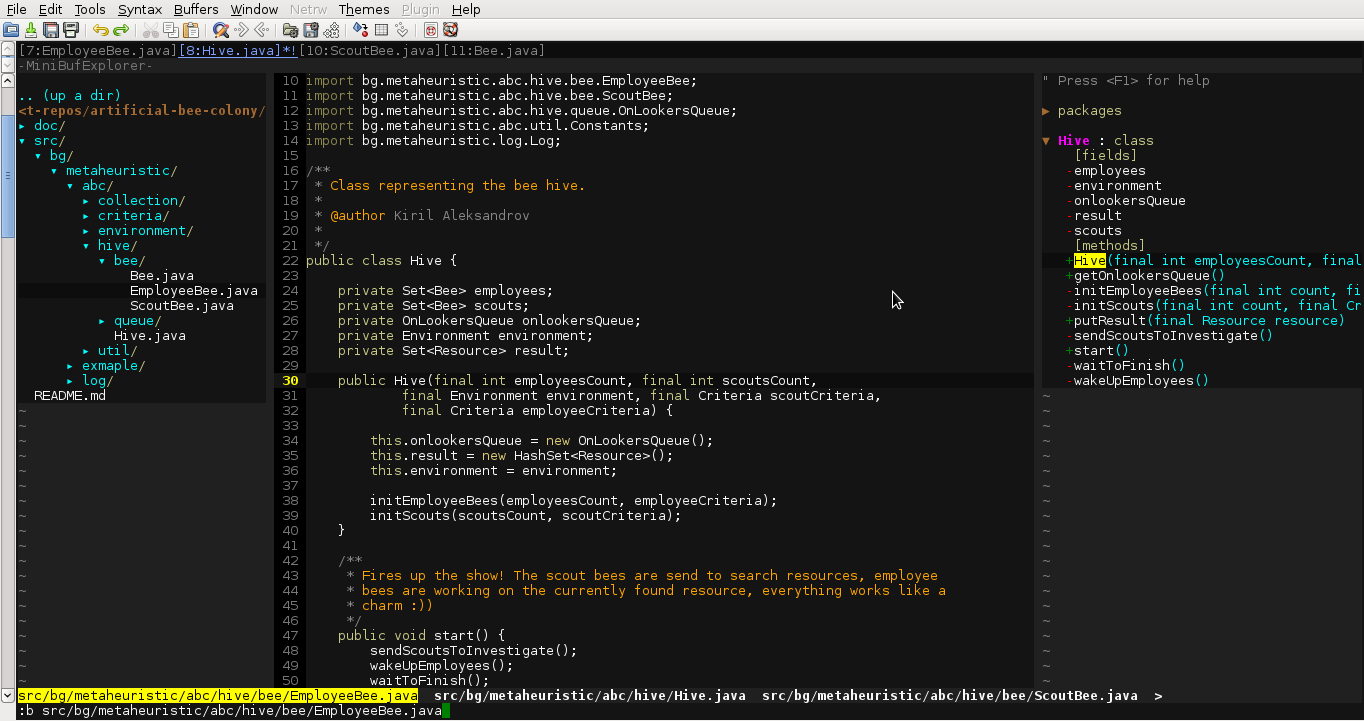 File Edit Tools Syntax Buffers Window Netrw Themes Plugin Help
[7:EmployeeBee.java][8:Hive.java]*![10:ScoutBee.java][11:Bee.java]
-MiniBufExplorer-
.. (up a dir)
<t-repos/artificial-bee-colony/
▸ doc/
▾ src/
▾ bg/
▾ metaheuristic/
▾ abc/
▸ collection/
▸ criteria/
▸ environment/
▾ hive/
▾ bee/
Bee.java
EmployeeBee.java
ScoutBee.java
▸ queue/
Hive.java
▸ util/
▸ exmaple/
▸ log/
README.md
10 import bg.metaheuristic.abc.hive.bee.EmployeeBee;
11 import bg.metaheuristic.abc.hive.bee.ScoutBee;
12 import bg.metaheuristic.abc.hive.queue.OnLookersQueue;
13 import bg.metaheuristic.abc.util.Constants;
14 import bg.metaheuristic.log.Log;
15
16 /**
17  * Class representing the bee hive.
18  *
19  * @author Kiril Aleksandrov
20  *
21  */
22 public class Hive {
23
24     private Set<Bee> employees;
25     private Set<Bee> scouts;
26     private OnLookersQueue onlookersQueue;
27     private Environment environment;
28     private Set<Resource> result;
29
30     public Hive(final int employeesCount, final int scoutsCount,
31             final Environment environment, final Criteria scoutCriteria,
32             final Criteria employeeCriteria) {
33
34         this.onlookersQueue = new OnLookersQueue();
35         this.result = new HashSet<Resource>();
36         this.environment = environment;
37
38         initEmployeeBees(employeesCount, employeeCriteria);
39         initScouts(scoutsCount, scoutCriteria);
40     }
41
42     /**
43      * Fires up the show! The scout bees are send to search resources, employee
44      * bees are working on the currently found resource, everything works like a
45      * charm :))
46      */
47     public void start() {
48         sendScoutsToInvestigate();
49         wakeUpEmployees();
50         waitToFinish();
" Press <F1> for help
▸ packages
▼ Hive : class
[fields]
-employees
-environment
-onlookersQueue
-result
-scouts
[methods]
+Hive(final int employeesCount, final
+getOnlookersQueue()
-initEmployeeBees(final int count, fi
-initScouts(final int count, final Cr
+putResult(final Resource resource)
-sendScoutsToInvestigate()
+start()
-waitToFinish()
-wakeUpEmployees()
src/bg/metaheuristic/abc/hive/bee/EmployeeBee.java  src/bg/metaheuristic/abc/hive/Hive.java  src/bg/metaheuristic/abc/hive/bee/ScoutBee.java  >
:b src/bg/metaheuristic/abc/hive/bee/EmployeeBee.java